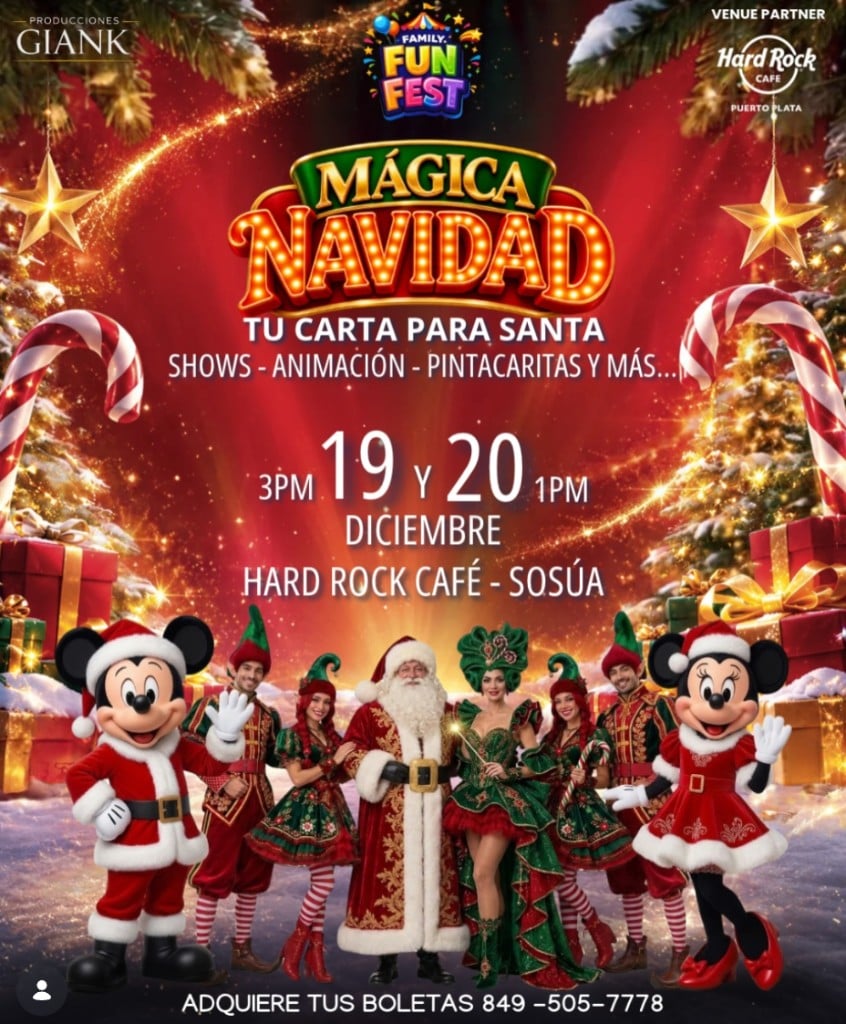 PRODUCCIONES
GIANK
FAMILY.
FUN
FEST
VENUE PARTNER
Hard Rock
CAFE
PUERTO PLATA
MÁGICA
NAVIDAD
TU CARTA PARA SANTA
SHOWS - ANIMACIÓN - PINTACARITAS Y MÁS...
3PM 19 Y 20 1PM
DICIEMBRE
HARD ROCK CAFÉ - SOSÚA
ADQUIERE TUS BOLETAS 849 -505-7778